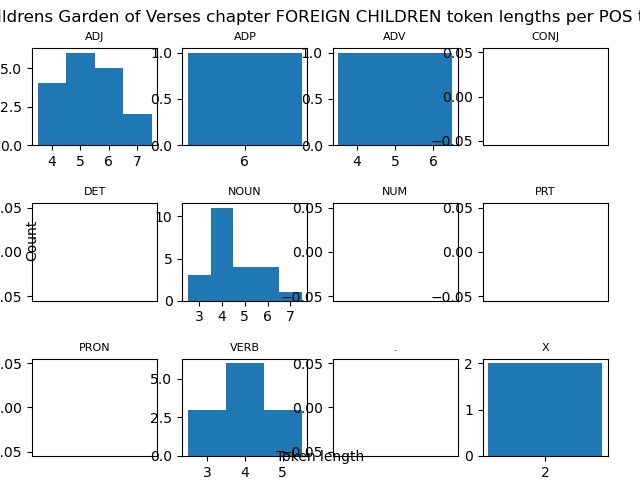 ildrens Garden of Verses chapter FOREIGN CHILDREN token lengths per POS t
ADJ ADP ADV CONJ
5.0 1.0 1.0 0.05
2.5 0.5 0.5 0.00
0.0 0.0 0.0 −0.05
4 5 6 7 6 4 5 6
DET NOUN NUM PRT
.05 10 0.05 0.05
.00 5 0.00 0.00
.05 0 −0.05 −0.05
3 4 5 6 7
Count
PRON VERB . X
.05 5.0 0.05 2
.00 2.5 0.00 1
.05 0.0 −0.05 0
3 4 5 2
Token length